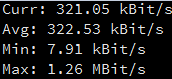 Curr: 321.05 kBit/s
Avg: 322.53 kBit/s
Min: 7.91 kBit/s
Max: 1.26 MBit/s